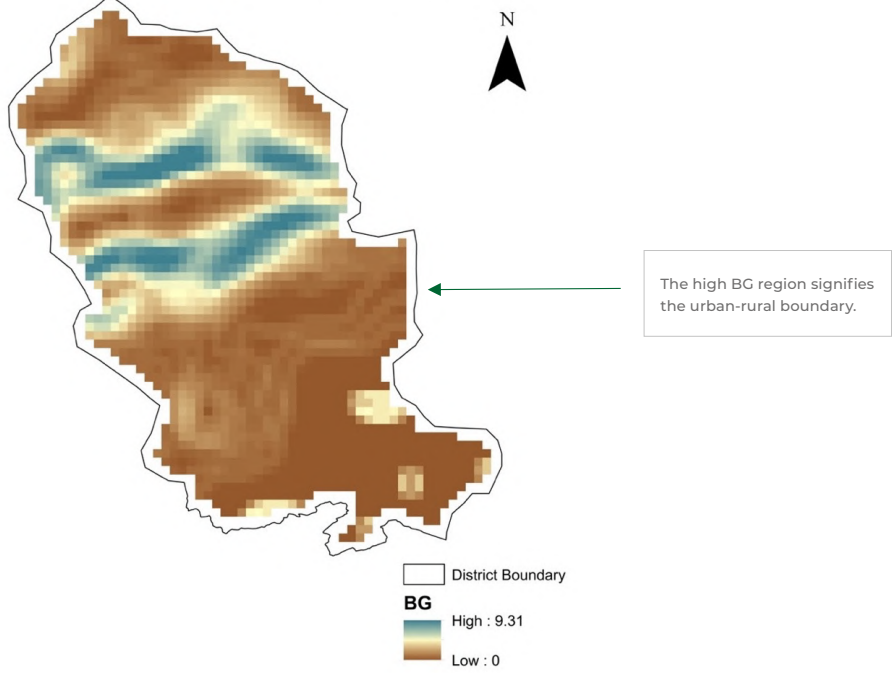 N
The high BG region signifies
the urban-rural boundary.
District Boundary
BG
High : 9.31
Low : 0